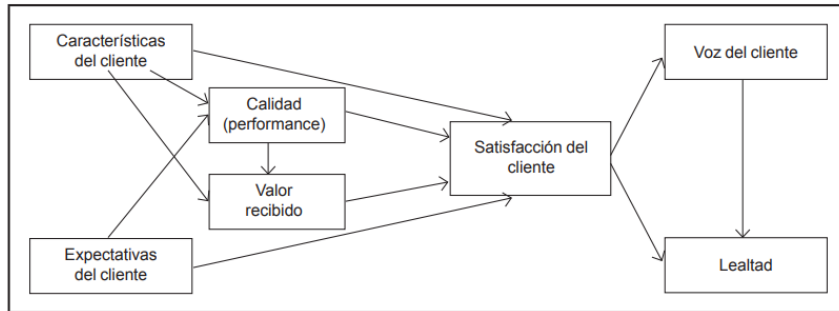 Características
del cliente
Voz del cliente
Calidad
(performance)
Satisfacción del
cliente
Valor
recibido
Expectativas
del cliente
Lealtad